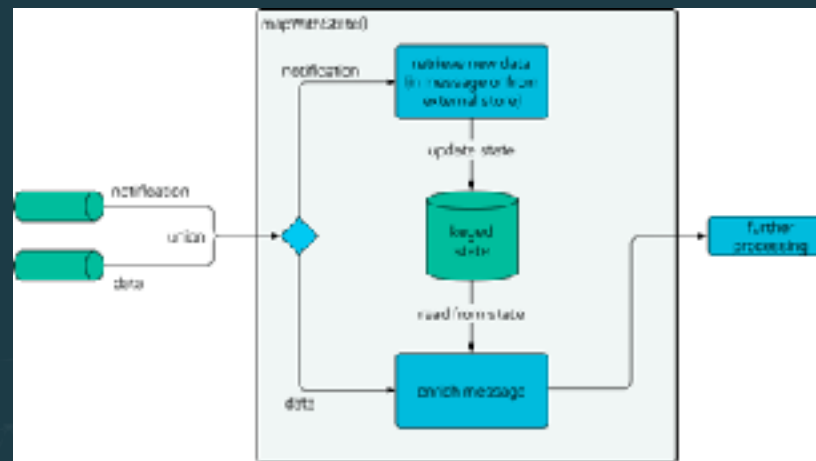 mapWithState()
notification
retrieve new data
(in message or from
external store)
update state
notification
union
data
keyed
state
further
processing
read from state
data
enrich message